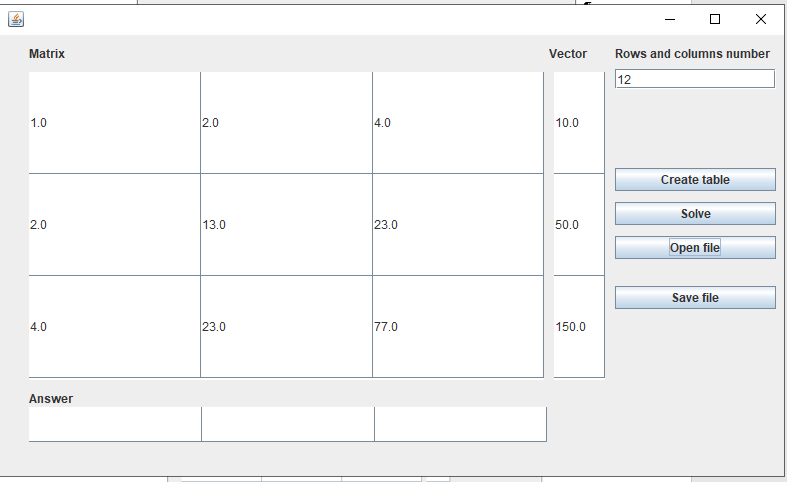 Matrix Vector Rows and columns number
12
1.0 2.0 4.0 10.0
Create table
Solve
2.0 13.0 23.0 50.0
Open file
Save file
4.0 23.0 77.0 150.0
Answer